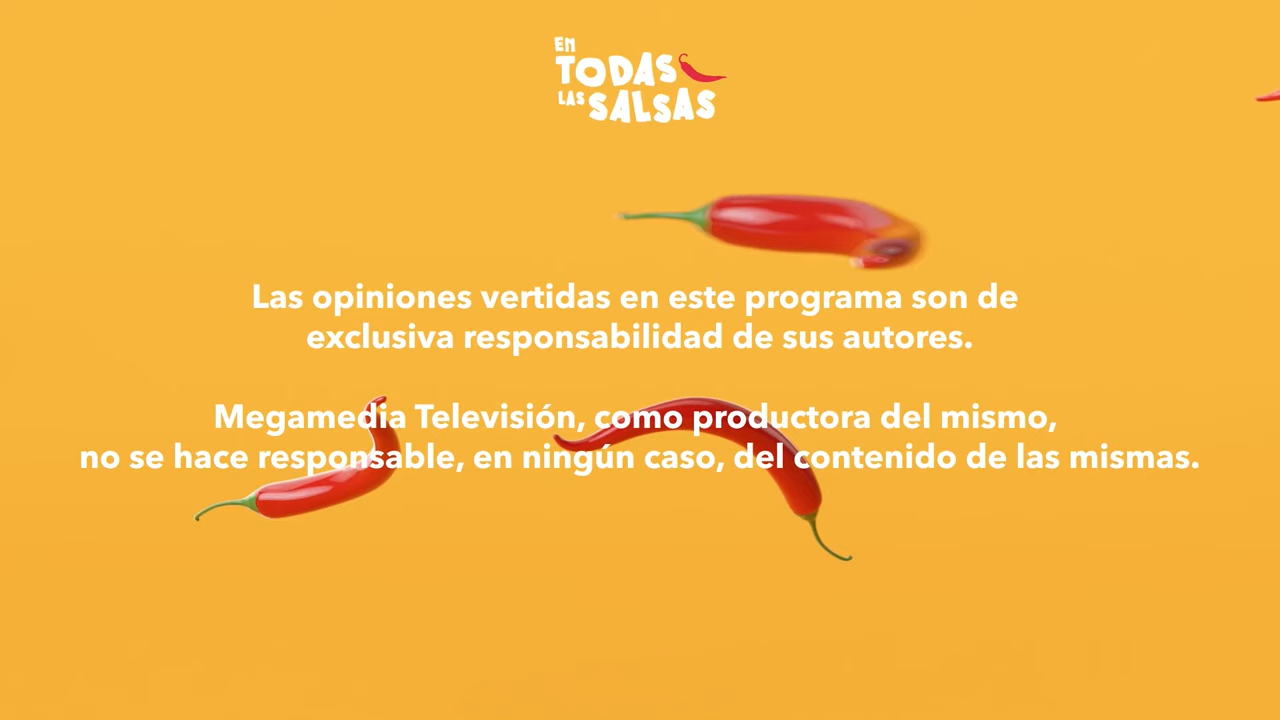 EN
TODAS
LAS SALSAS
Las opiniones vertidas en este programa son de
exclusiva responsabilidad de sus autores.
Megamedia Televisión, como productora del mismo,
no se hace responsable, en ningún caso, del contenido de las mismas.